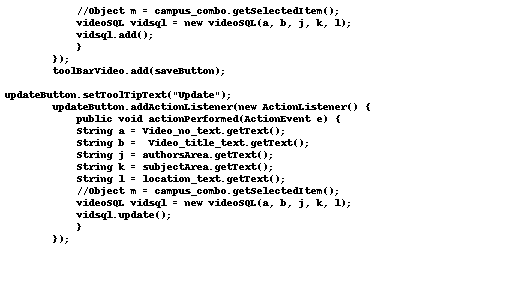 //Object m = campus_combo.getSelectedItem();
videoSQL vidsql = new videoSQL(a, b, j, k, l);
vidsql.add();
}
});
toolBarVideo.add(saveButton);
updateButton.setToolTipText("Update");
updateButton.addActionListener(new ActionListener() {
public void actionPerformed(ActionEvent e) {
String a = Video_no_text.getText();
String b =  Video_title_text.getText();
String j = authorsArea.getText();
String k = subjectArea.getText();
String l = location_text.getText();
//Object m = campus_combo.getSelectedItem();
videoSQL vidsql = new videoSQL(a, b, j, k, l);
vidsql.update();
}
});